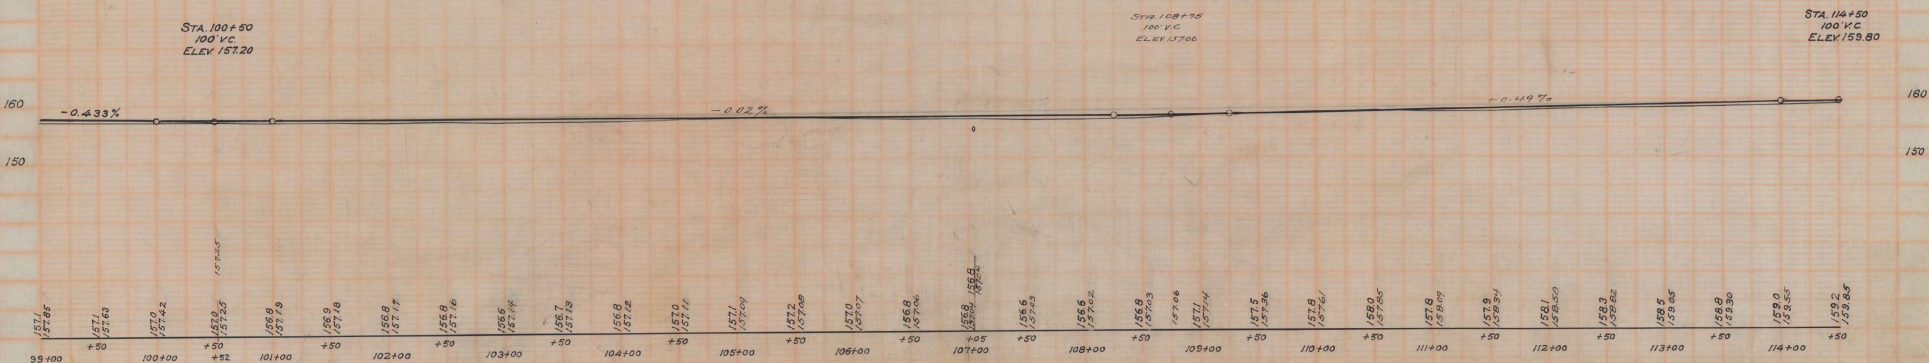 STA. 100+50
100' V.C.
ELEV. 157.20
STA. 108+75
100' V.C
ELEV. 157.00
STA. 114+50
100' V.C
ELEV. 159.80
160
-0.433%
-0.02%
+0.49%
160
150
150
157.25
156.8
157.1 157.1 157.0 157.0 156.8 156.9 156.8 156.8 156.6 156.7 156.8 157.0 157.1 157.2 157.0 156.8 156.8 156.6 156.6 156.8 157.1 157.5 157.8 158.0 157.8 157.9 158.1 158.3 158.5 158.8 159.0 159.2
157.85 157.63 157.42 157.25 157.19 157.18 157.17 157.16 157.14 157.13 157.12 157.11 157.09 157.08 157.07 157.06 157.04 157.03 157.02 157.03 157.06 157.14 157.36 157.61 157.85 158.09 158.34 158.59 158.82 159.05 159.30 159.55 159.85
+50 +50 +50 +50 +50 +50 +50 +50 +05 +50 +50 +50 +50 +50 +50 +50 +50
99+00 100+00 +52 101+00 102+00 103+00 104+00 105+00 106+00 107+00 108+00 109+00 110+00 111+00 112+00 113+00 114+00